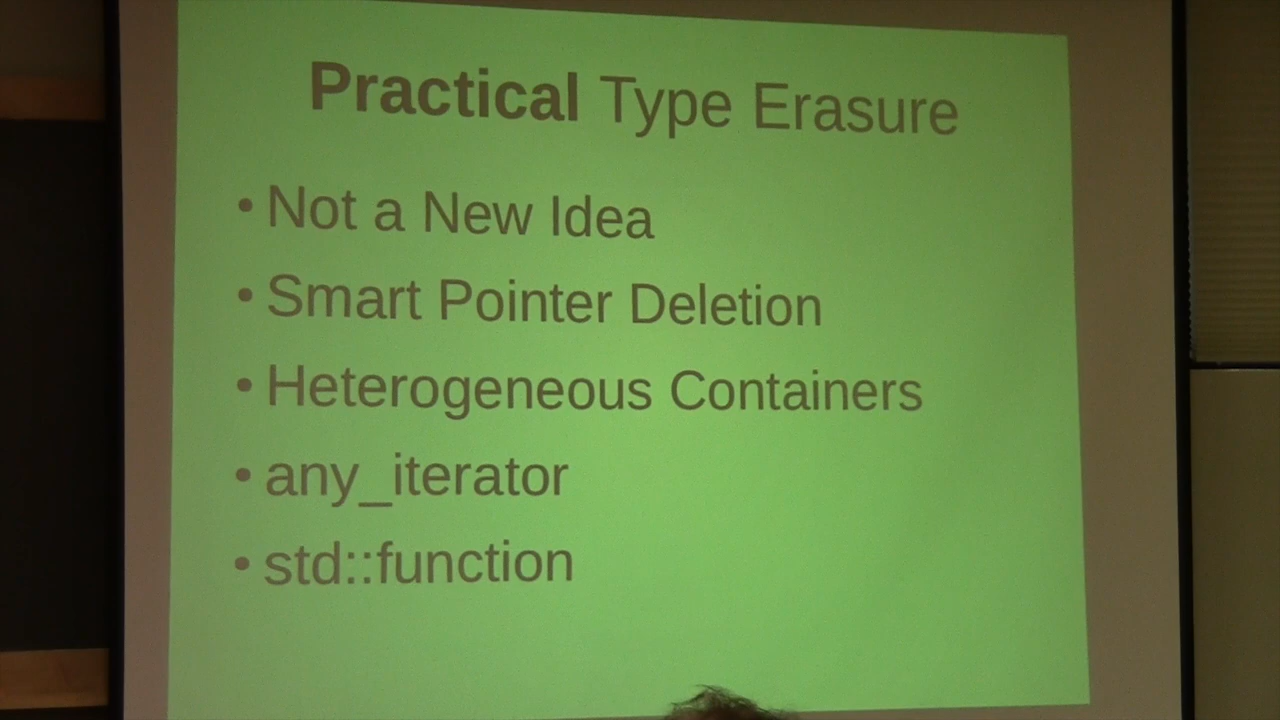 Practical Type Erasure
• Not a New Idea
• Smart Pointer Deletion
• Heterogeneous Containers
• any_iterator
• std::function